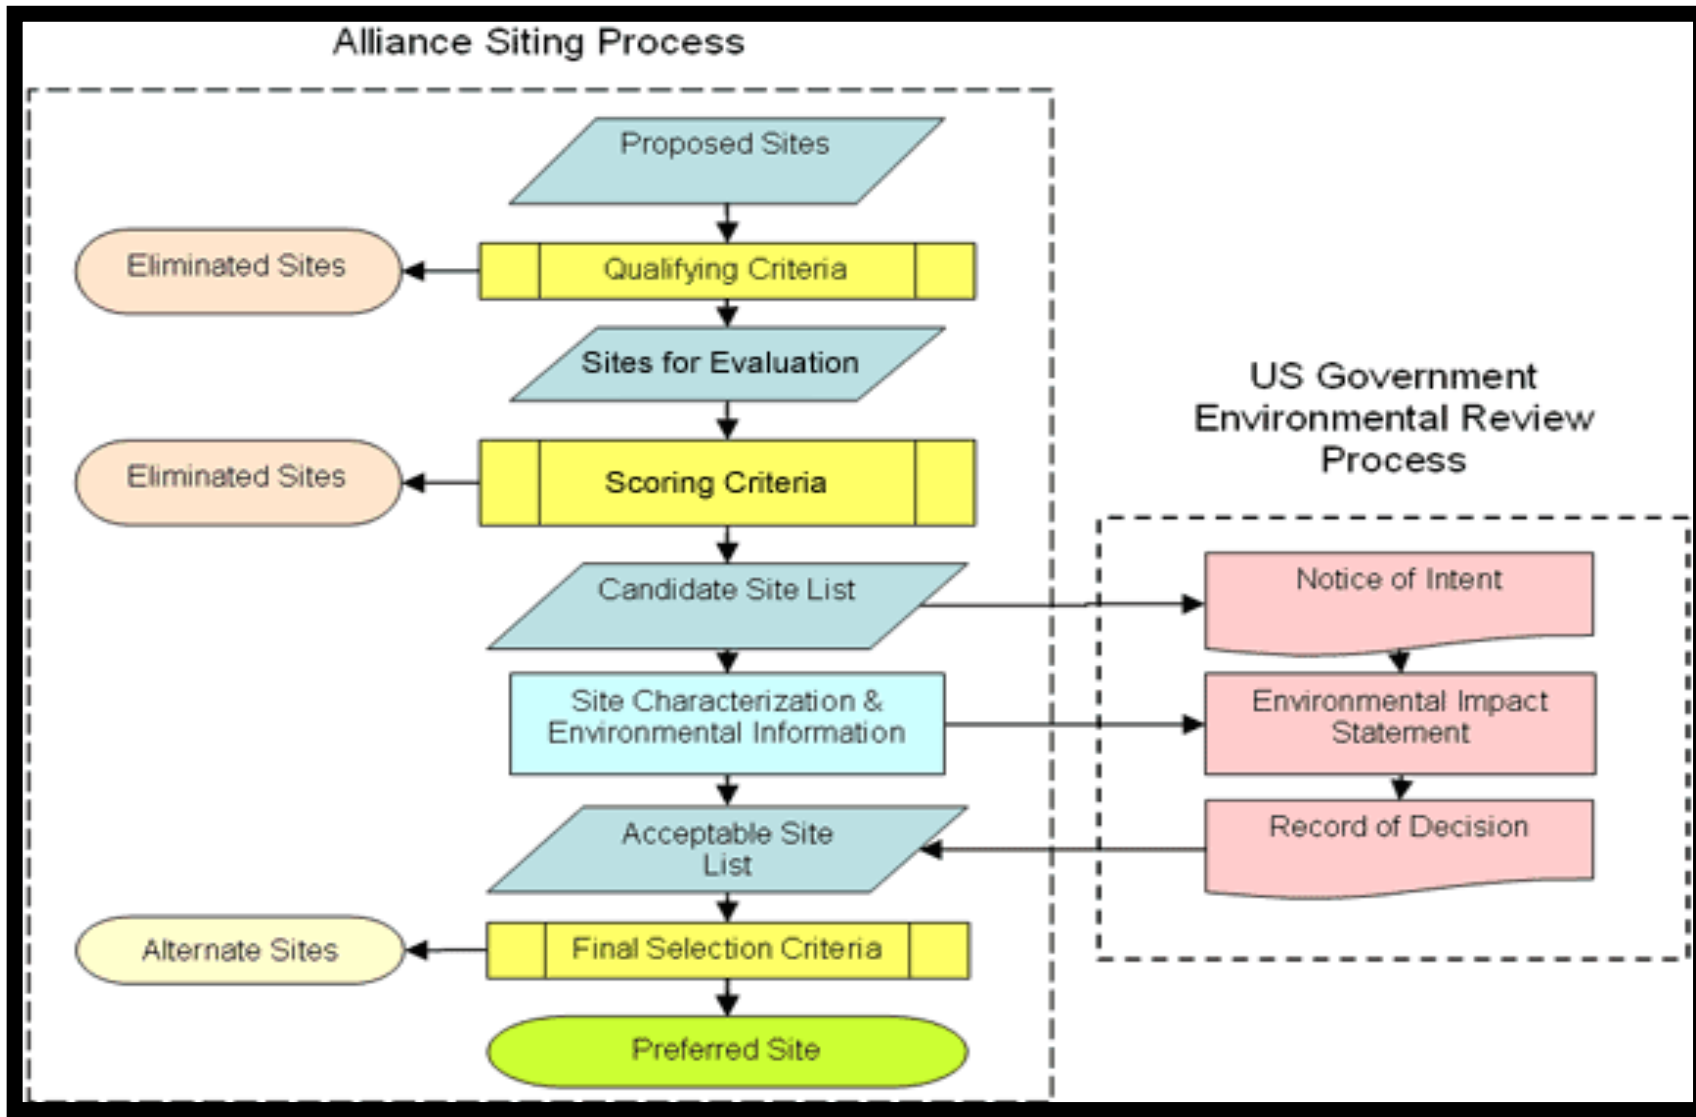 Alliance Siting Process
Proposed Sites
Eliminated Sites
Qualifying Criteria
Sites for Evaluation
Eliminated Sites
Scoring Criteria
Candidate Site List
Site Characterization &
Environmental Information
Acceptable Site
List
Alternate Sites
Final Selection Criteria
Preferred Site
US Government
Environmental Review
Process
Notice of Intent
Environmental Impact
Statement
Record of Decision